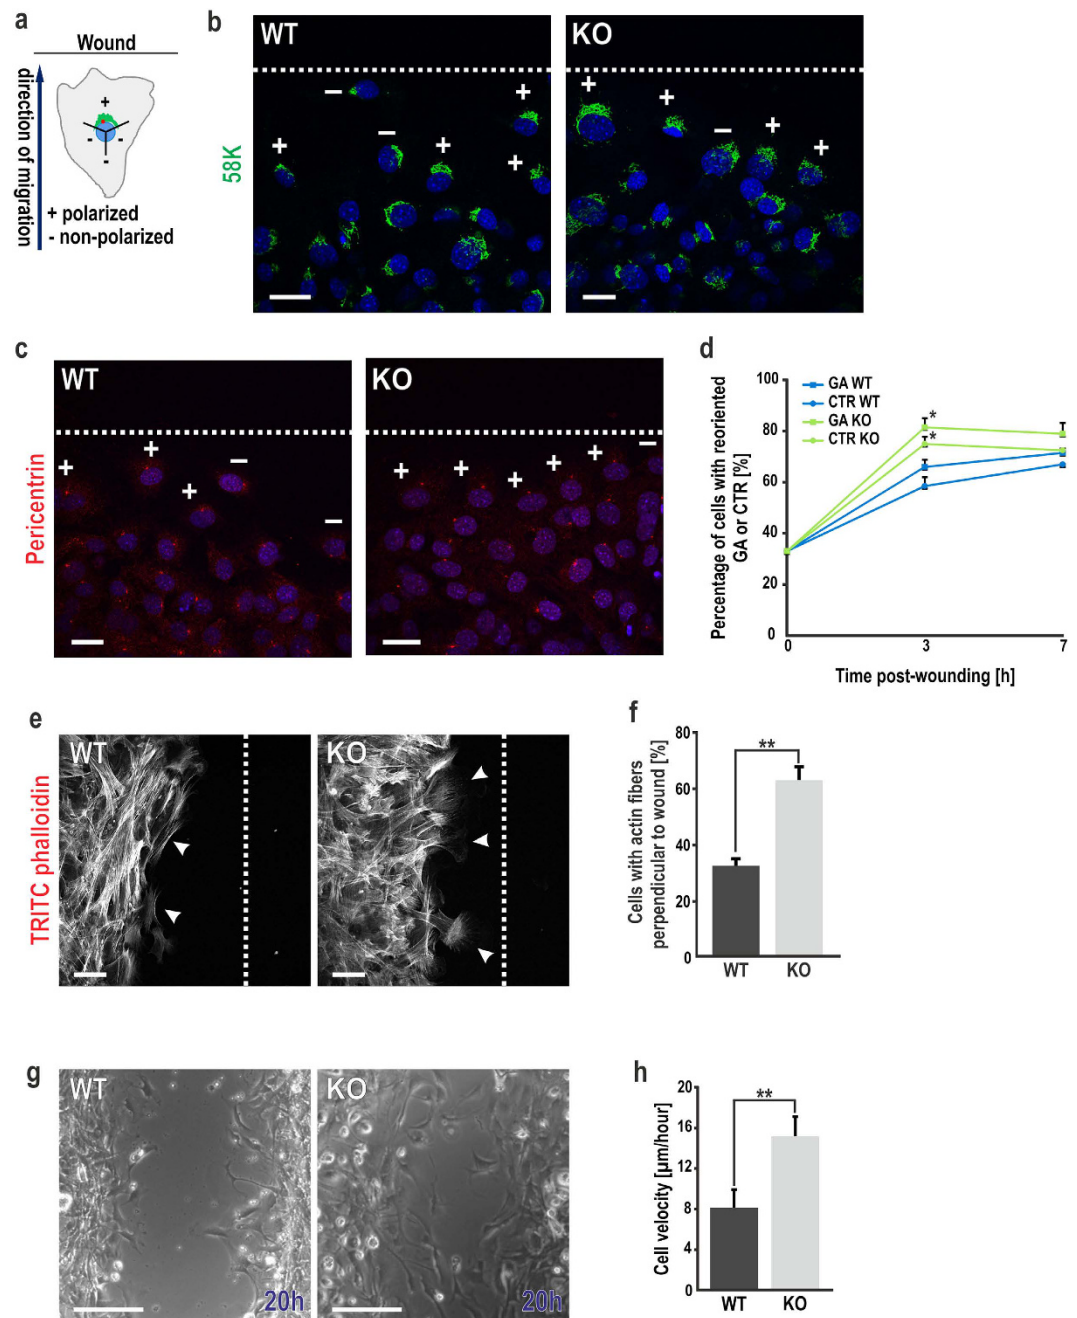 a
Wound
direction of migration
+
-
-
-
+ polarized
- non-polarized
b
58K
WT
−
+
−
+
+
+
KO
+
+
−
+
+
c
Pericentrin
WT
+
+
−
+
−
KO
+
+
+
+
+
−
d
GA WT
CTR WT
GA KO
CTR KO
Percentage of cells with reoriented
GA or CTR [%]
100
80
60
40
20
0
*
*
0 3 7
Time post-wounding [h]
e
TRITC phalloidin
WT
KO
f
Cells with actin fibers
perpendicular to wound [%]
80
60
40
20
0
**
WT KO
g
WT
20h
KO
20h
h
Cell velocity [µm/hour]
20
16
12
8
4
0
**
WT KO